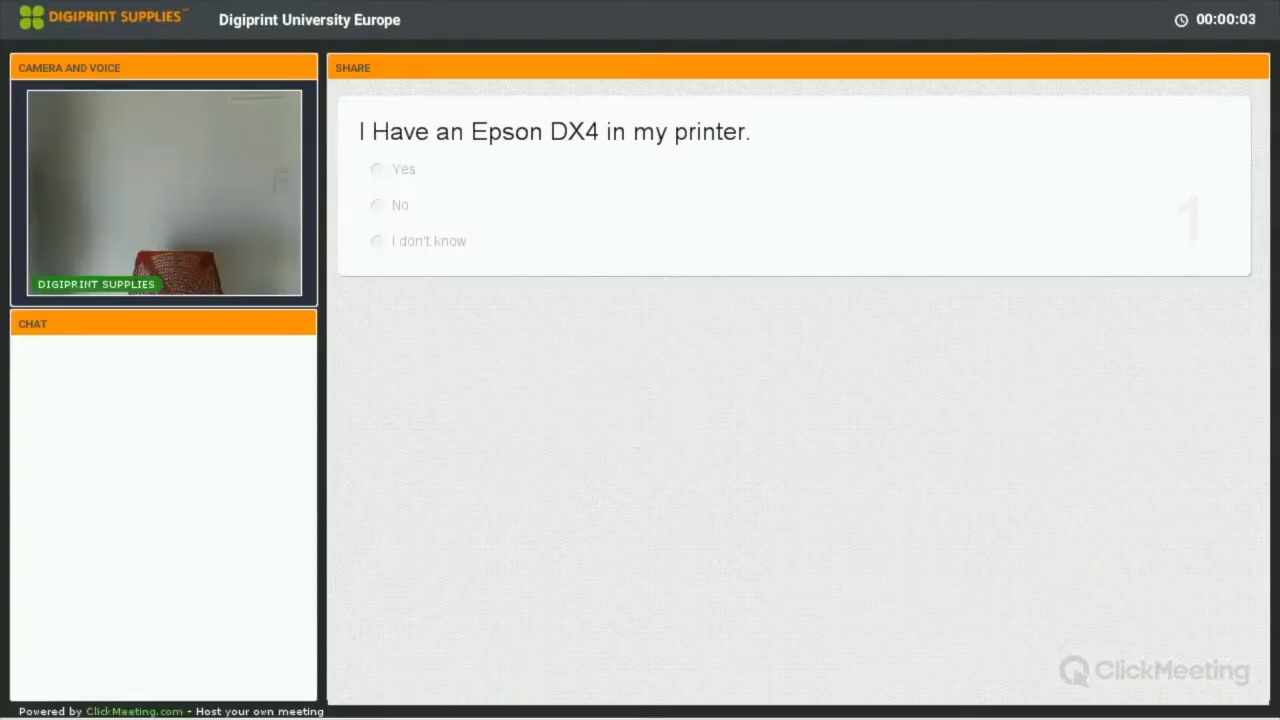 DIGIPRINT SUPPLIES™ Digiprint University Europe 00:00:03
CAMERA AND VOICE
DIGIPRINT SUPPLIES
CHAT
SHARE
I Have an Epson DX4 in my printer.
Yes
No
I don't know
1
ClickMeeting
Powered by ClickMeeting.com - Host your own meeting